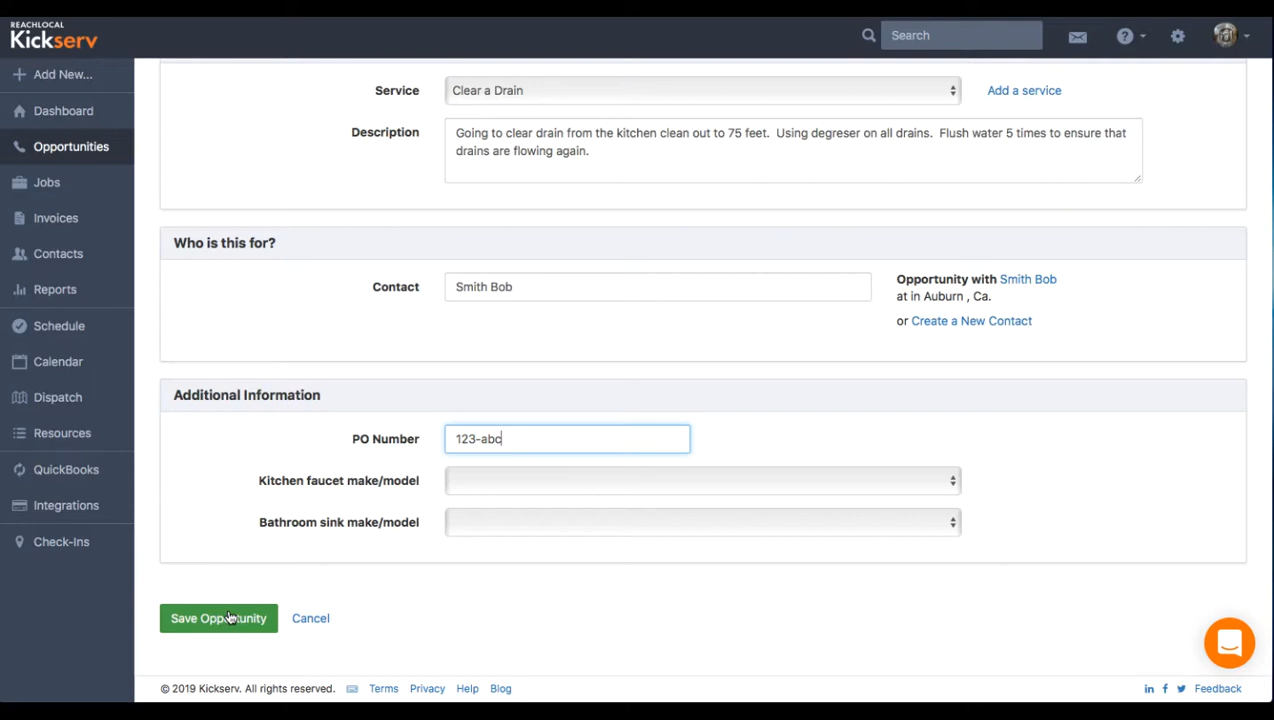 REACHLOCAL
Kickserv
Search
Add New...
Dashboard
Opportunities
Jobs
Invoices
Contacts
Reports
Schedule
Calendar
Dispatch
Resources
QuickBooks
Integrations
Check-Ins
Service
Clear a Drain
Add a service
Description
Going to clear drain from the kitchen clean out to 75 feet. Using degreser on all drains. Flush water 5 times to ensure that
drains are flowing again.
Who is this for?
Contact
Smith Bob
Opportunity with Smith Bob
at in Auburn , Ca.
or Create a New Contact
Additional Information
PO Number
123-abc
Kitchen faucet make/model
Bathroom sink make/model
Save Opportunity
Cancel
© 2019 Kickserv. All rights reserved. Terms Privacy Help Blog
Feedback